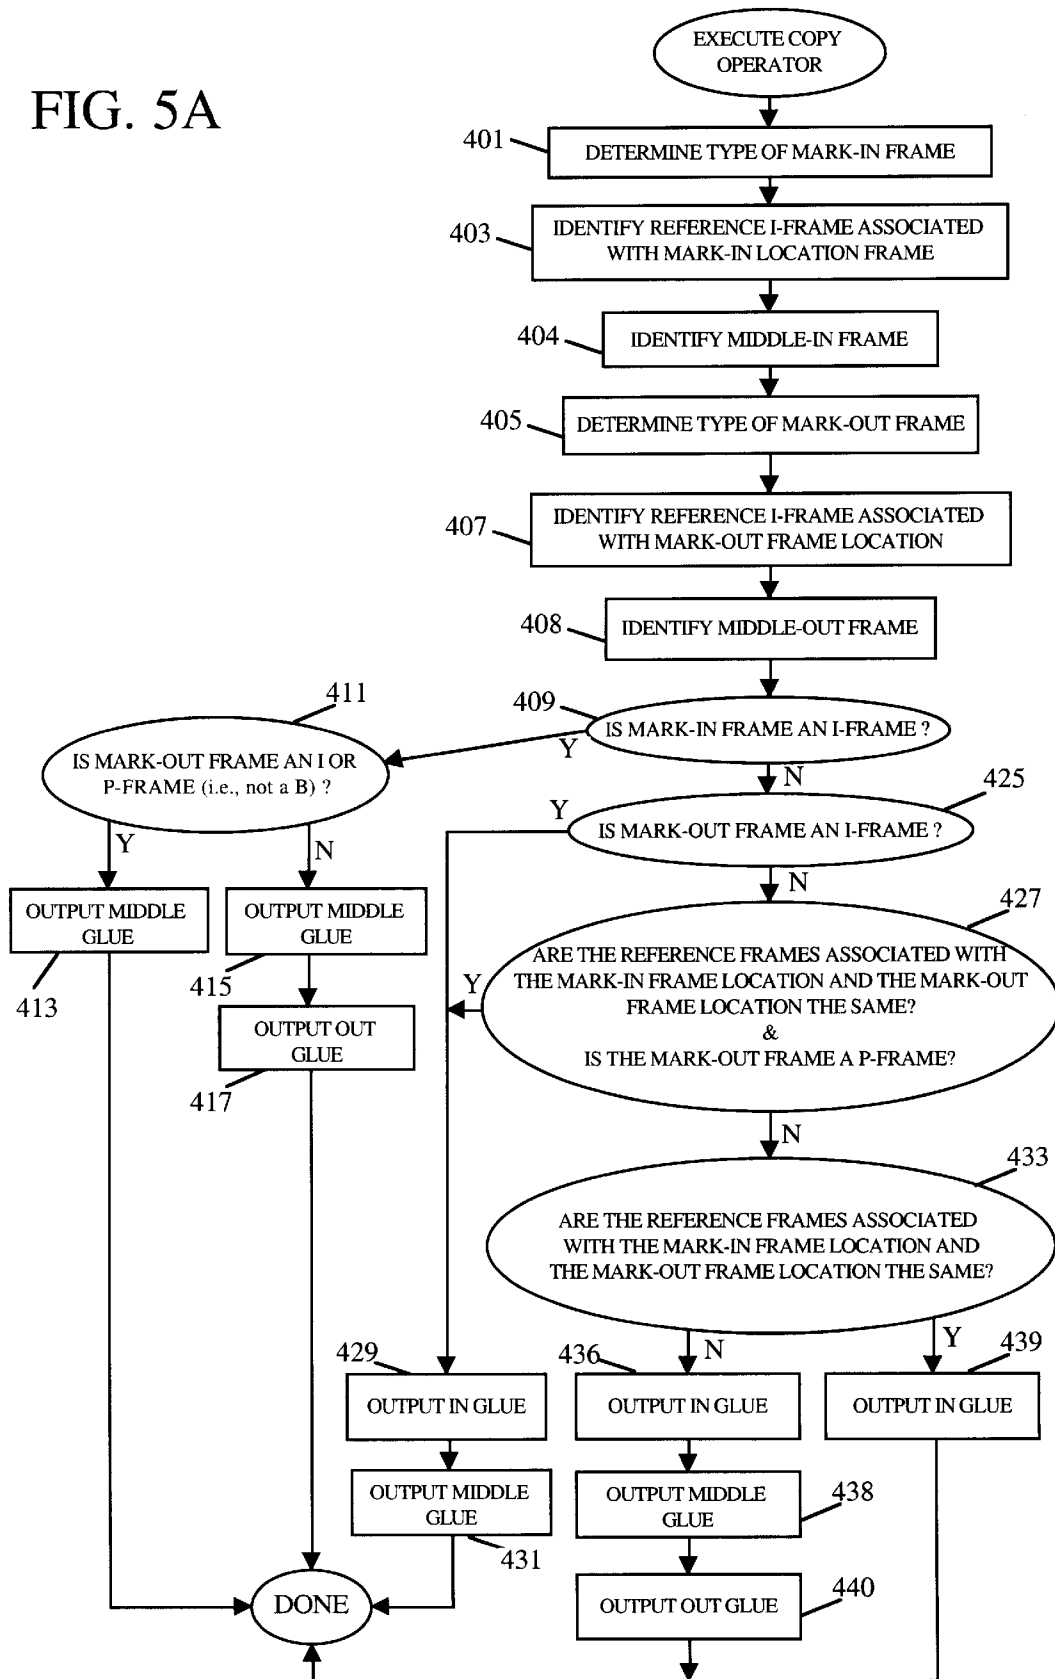 FIG. 5A
EXECUTE COPY
OPERATOR
401
DETERMINE TYPE OF MARK-IN FRAME
403
IDENTIFY REFERENCE I-FRAME ASSOCIATED
WITH MARK-IN LOCATION FRAME
404
IDENTIFY MIDDLE-IN FRAME
405
DETERMINE TYPE OF MARK-OUT FRAME
407
IDENTIFY REFERENCE I-FRAME ASSOCIATED
WITH MARK-OUT FRAME LOCATION
408
IDENTIFY MIDDLE-OUT FRAME
409
IS MARK-IN FRAME AN I-FRAME ?
Y
N
411
IS MARK-OUT FRAME AN I OR
P-FRAME (i.e., not a B) ?
Y
N
425
IS MARK-OUT FRAME AN I-FRAME ?
Y
N
OUTPUT MIDDLE
GLUE
413
OUTPUT MIDDLE
GLUE
415
OUTPUT OUT
GLUE
417
427
ARE THE REFERENCE FRAMES ASSOCIATED WITH
THE MARK-IN FRAME LOCATION AND THE MARK-OUT
FRAME LOCATION THE SAME?
&
IS THE MARK-OUT FRAME A P-FRAME?
Y
N
433
ARE THE REFERENCE FRAMES ASSOCIATED
WITH THE MARK-IN FRAME LOCATION AND
THE MARK-OUT FRAME LOCATION THE SAME?
N
Y
429
OUTPUT IN GLUE
436
OUTPUT IN GLUE
439
OUTPUT IN GLUE
OUTPUT MIDDLE
GLUE
431
OUTPUT MIDDLE
GLUE
438
OUTPUT OUT GLUE
440
DONE